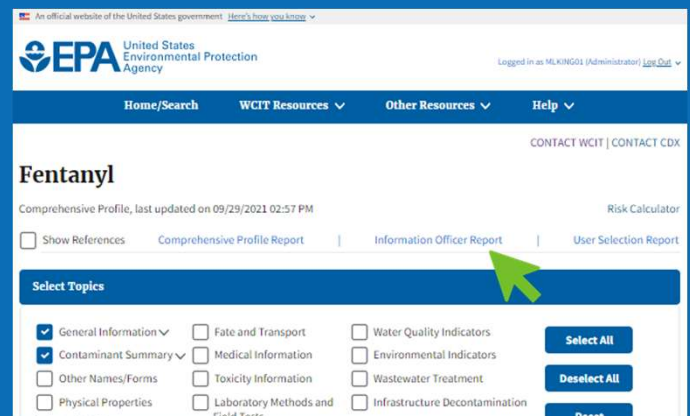 An official website of the United States government Here's how you know
EPA United States
Environmental Protection
Agency
Logged in as MLKING01 (Administrator) Log Out
Home/Search WCIT Resources Other Resources Help
CONTACT WCIT | CONTACT CDX
Fentanyl
Comprehensive Profile, last updated on 09/29/2021 02:57 PM Risk Calculator
Show References Comprehensive Profile Report | Information Officer Report | User Selection Report
Select Topics
General Information Fate and Transport Water Quality Indicators Select All
Contaminant Summary Medical Information Environmental Indicators
Other Names/Forms Toxicity Information Wastewater Treatment Deselect All
Physical Properties Laboratory Methods and Infrastructure Decontamination
Field Tests Reset